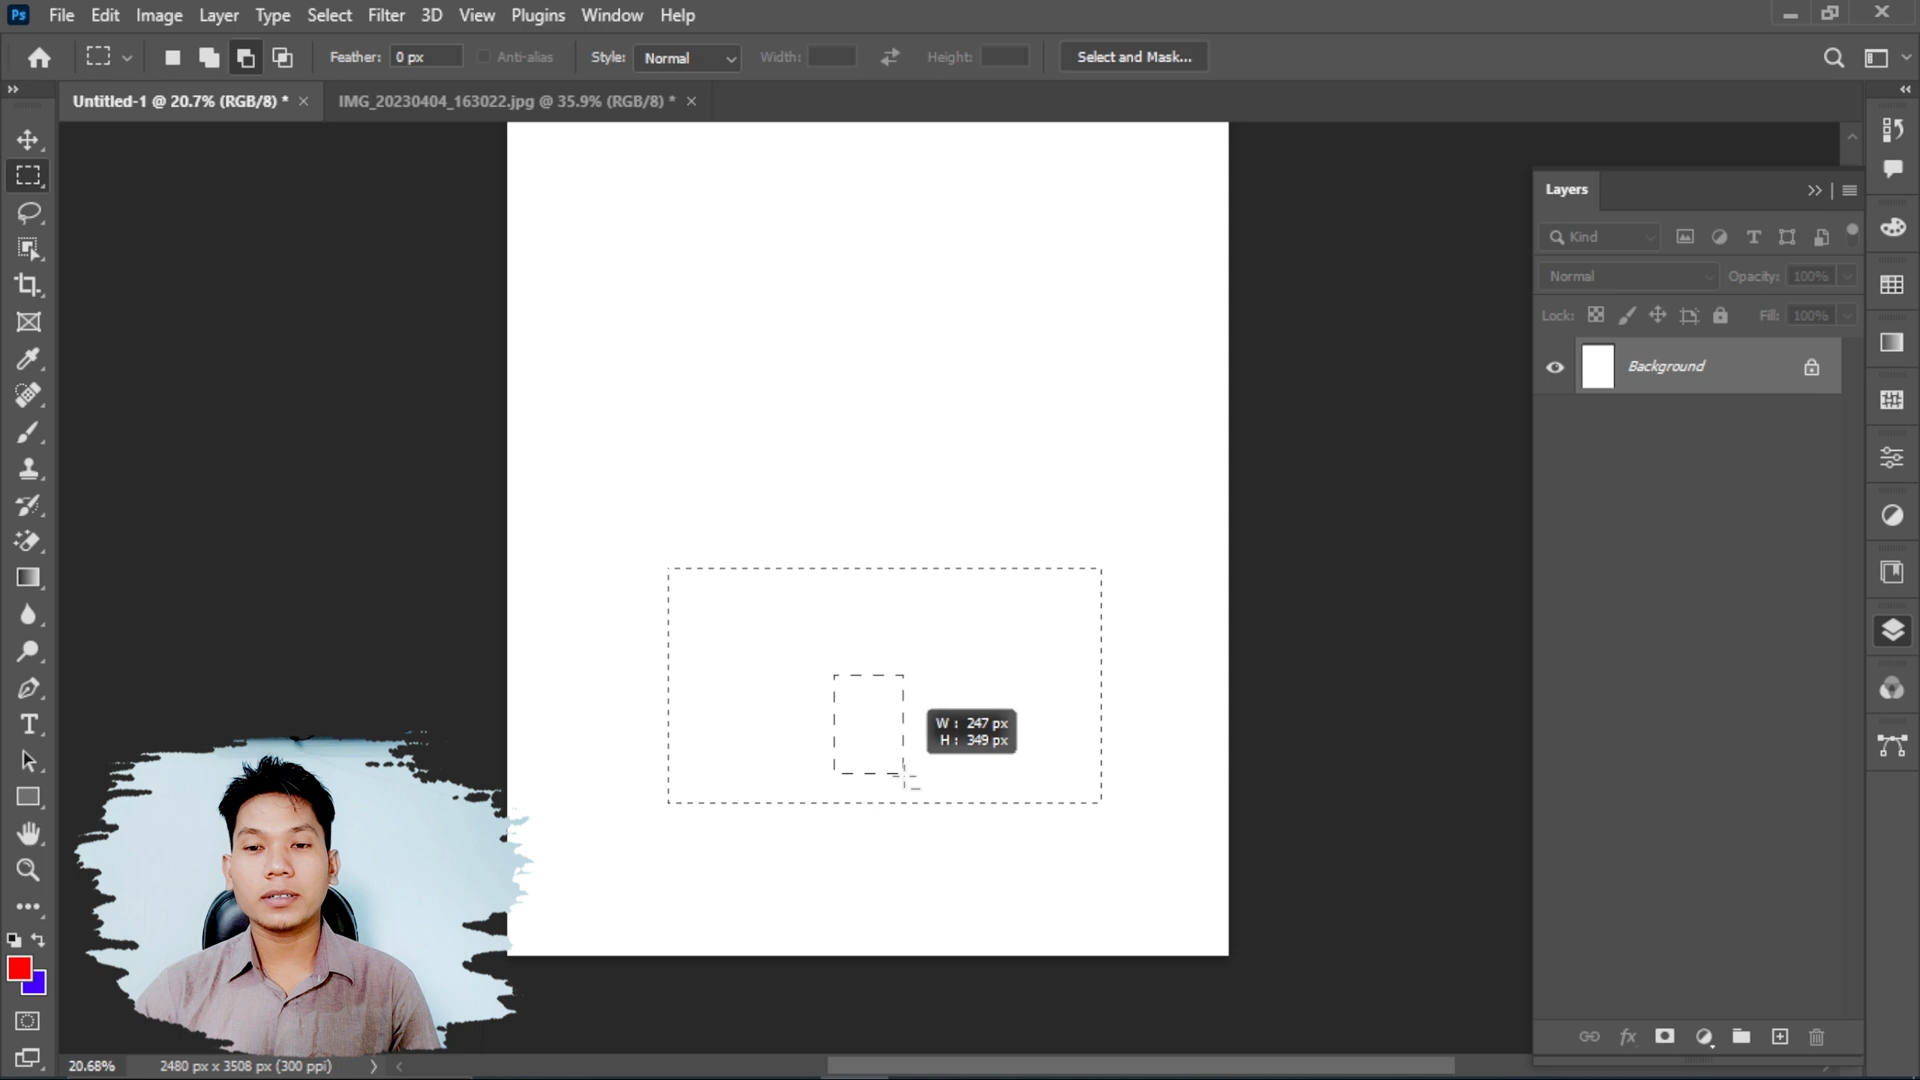 Ps File Edit Image Layer Type Select Filter 3D View Plugins Window Help
Feather: 0 px Anti-alias Style: Normal Width: Height: Select and Mask...
Untitled-1 @ 20.7% (RGB/8) * × IMG_20230404_163022.jpg @ 35.9% (RGB/8) * ×
Layers
Kind
Normal Opacity: 100%
Lock: Fill: 100%
Background
W : 247 px
H : 349 px
20.68% 2480 px x 3508 px (300 ppi)